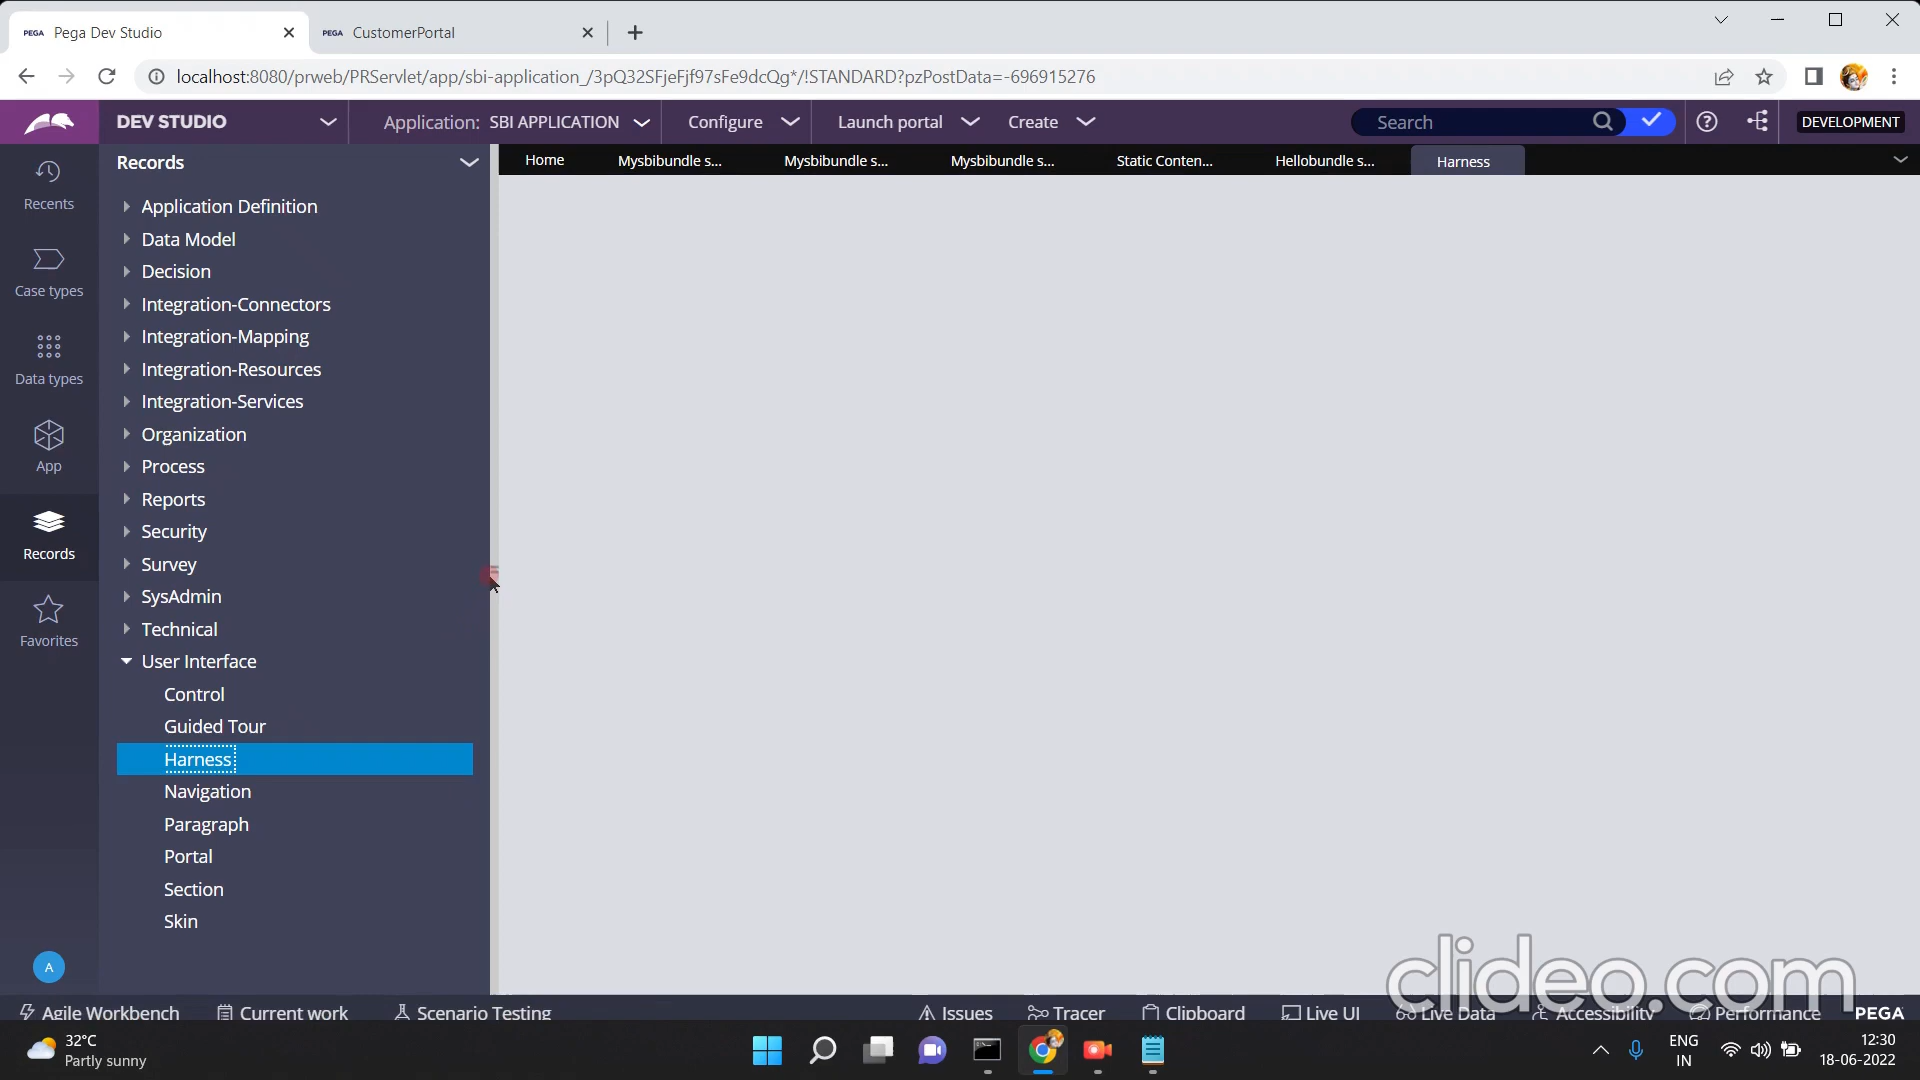 PEGA Pega Dev Studio
PEGA CustomerPortal
localhost:8080/prweb/PRServlet/app/sbi-application_/3pQ32SFjeFjf97sFe9dcQg*/!STANDARD?pzPostData=-696915276
DEV STUDIO
Application: SBI APPLICATION
Configure
Launch portal
Create
Search
DEVELOPMENT
Recents
Case types
Data types
App
Records
Favorites
A
Records
Application Definition
Data Model
Decision
Integration-Connectors
Integration-Mapping
Integration-Resources
Integration-Services
Organization
Process
Reports
Security
Survey
SysAdmin
Technical
User Interface
Control
Guided Tour
Harness
Navigation
Paragraph
Portal
Section
Skin
Home
Mysbibundle s...
Mysbibundle s...
Mysbibundle s...
Static Conten...
Hellobundle s...
Harness
clideo.com
Agile Workbench
Current work
Scenario Testing
Issues
Tracer
Clipboard
Live UI
Live Data
Accessibility
Performance
PEGA
32°C
Partly sunny
ENG
IN
12:30
18-06-2022